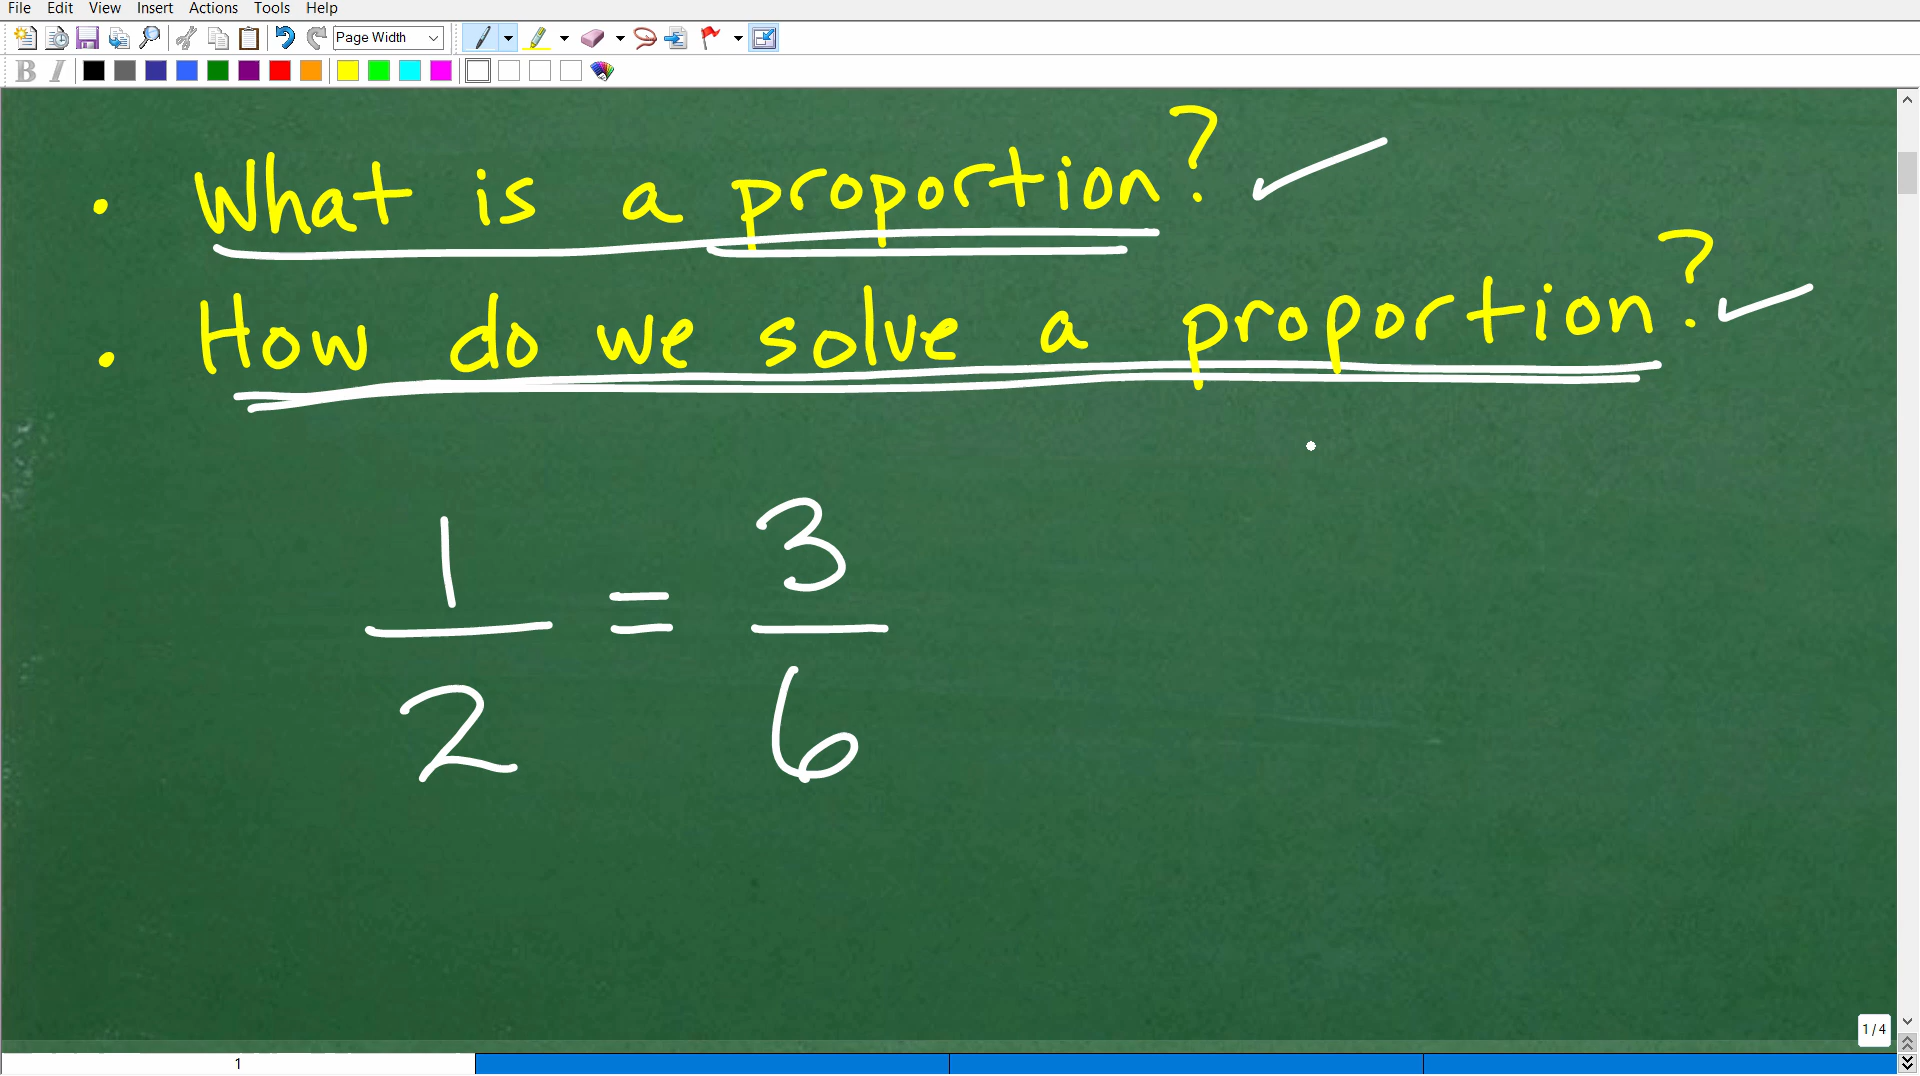 File Edit View Insert Actions Tools Help
Page Width
B I
• What is a proportion?
• How do we solve a proportion?
1 = 3
2 6
1/4
1